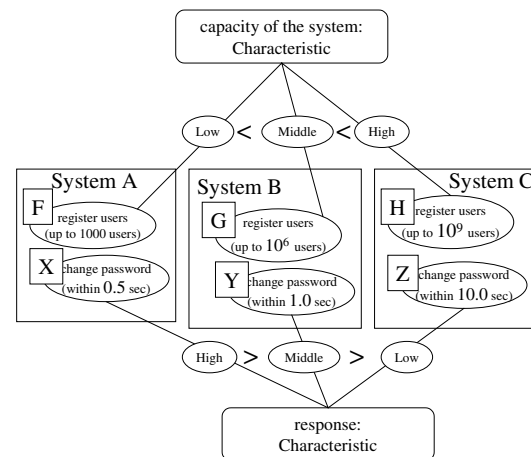 capacity of the system:
Characteristic
Low < Middle < High
System A
System B
System C
F
register users
(up to 1000 users)
X
change password
(within 0.5 sec)
G
register users
(up to 10⁶ users)
Y
change password
(within 1.0 sec)
H
register users
(up to 10⁹ users)
Z
change password
(within 10.0 sec)
High > Middle > Low
response:
Characteristic